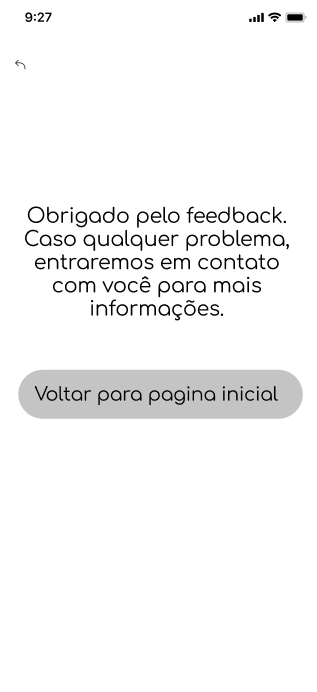 9:27
Obrigado pelo feedback.
Caso qualquer problema,
entraremos em contato
com você para mais
informações.
Voltar para pagina inicial